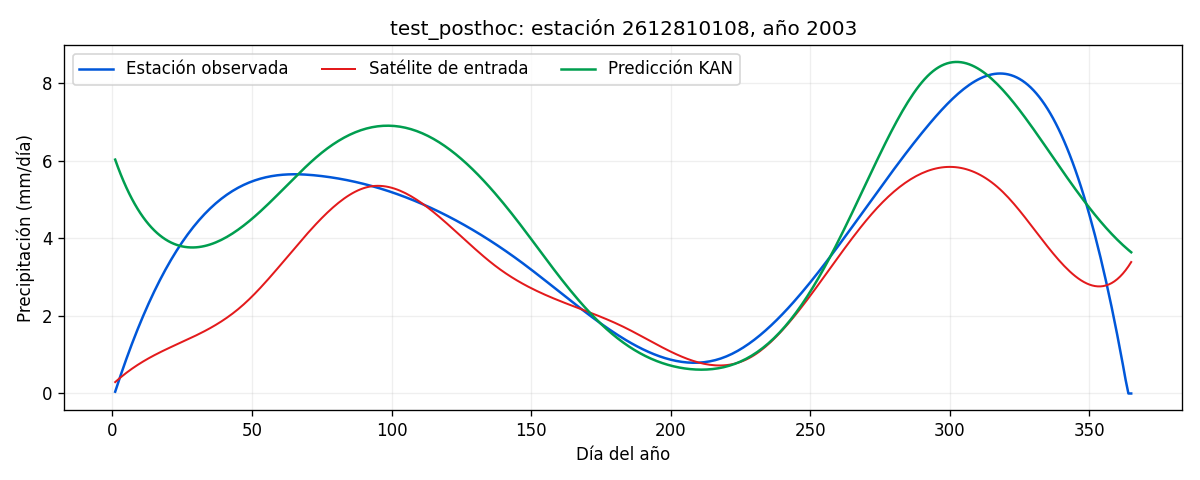 test_posthoc: estación 2612810108, año 2003
Estación observada
Satélite de entrada
Predicción KAN
Precipitación (mm/día)
8
6
4
2
0
0 50 100 150 200 250 300 350
Día del año